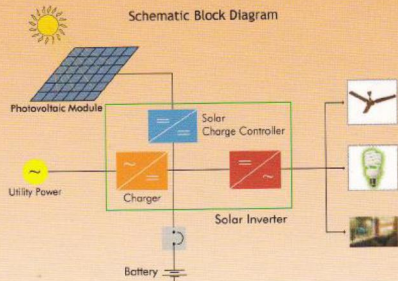 Schematic Block Diagram
Photovoltaic Module
Solar
Charge Controller
Utility Power
Charger
Solar Inverter
Battery